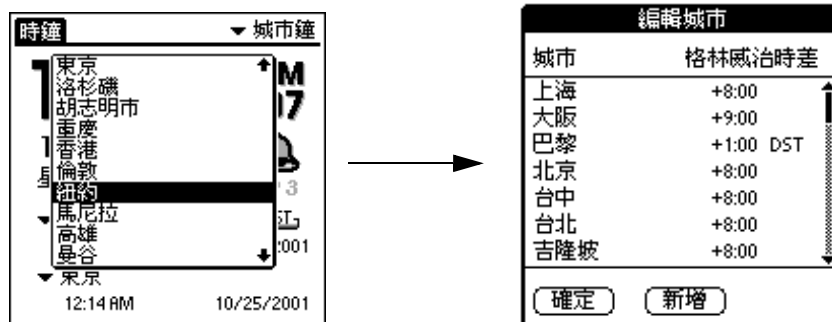 時鐘 ▼ 城市鐘
東京
洛杉磯
胡志明市
重慶
香港
倫敦
紐約
馬尼拉
高雄
曼谷
▼ 東京
12:14 AM 10/25/2001
編輯城市
城市 格林威治時差
上海 +8:00
大阪 +9:00
巴黎 +1:00 DST
北京 +8:00
台中 +8:00
台北 +8:00
吉隆坡 +8:00
確定 新增